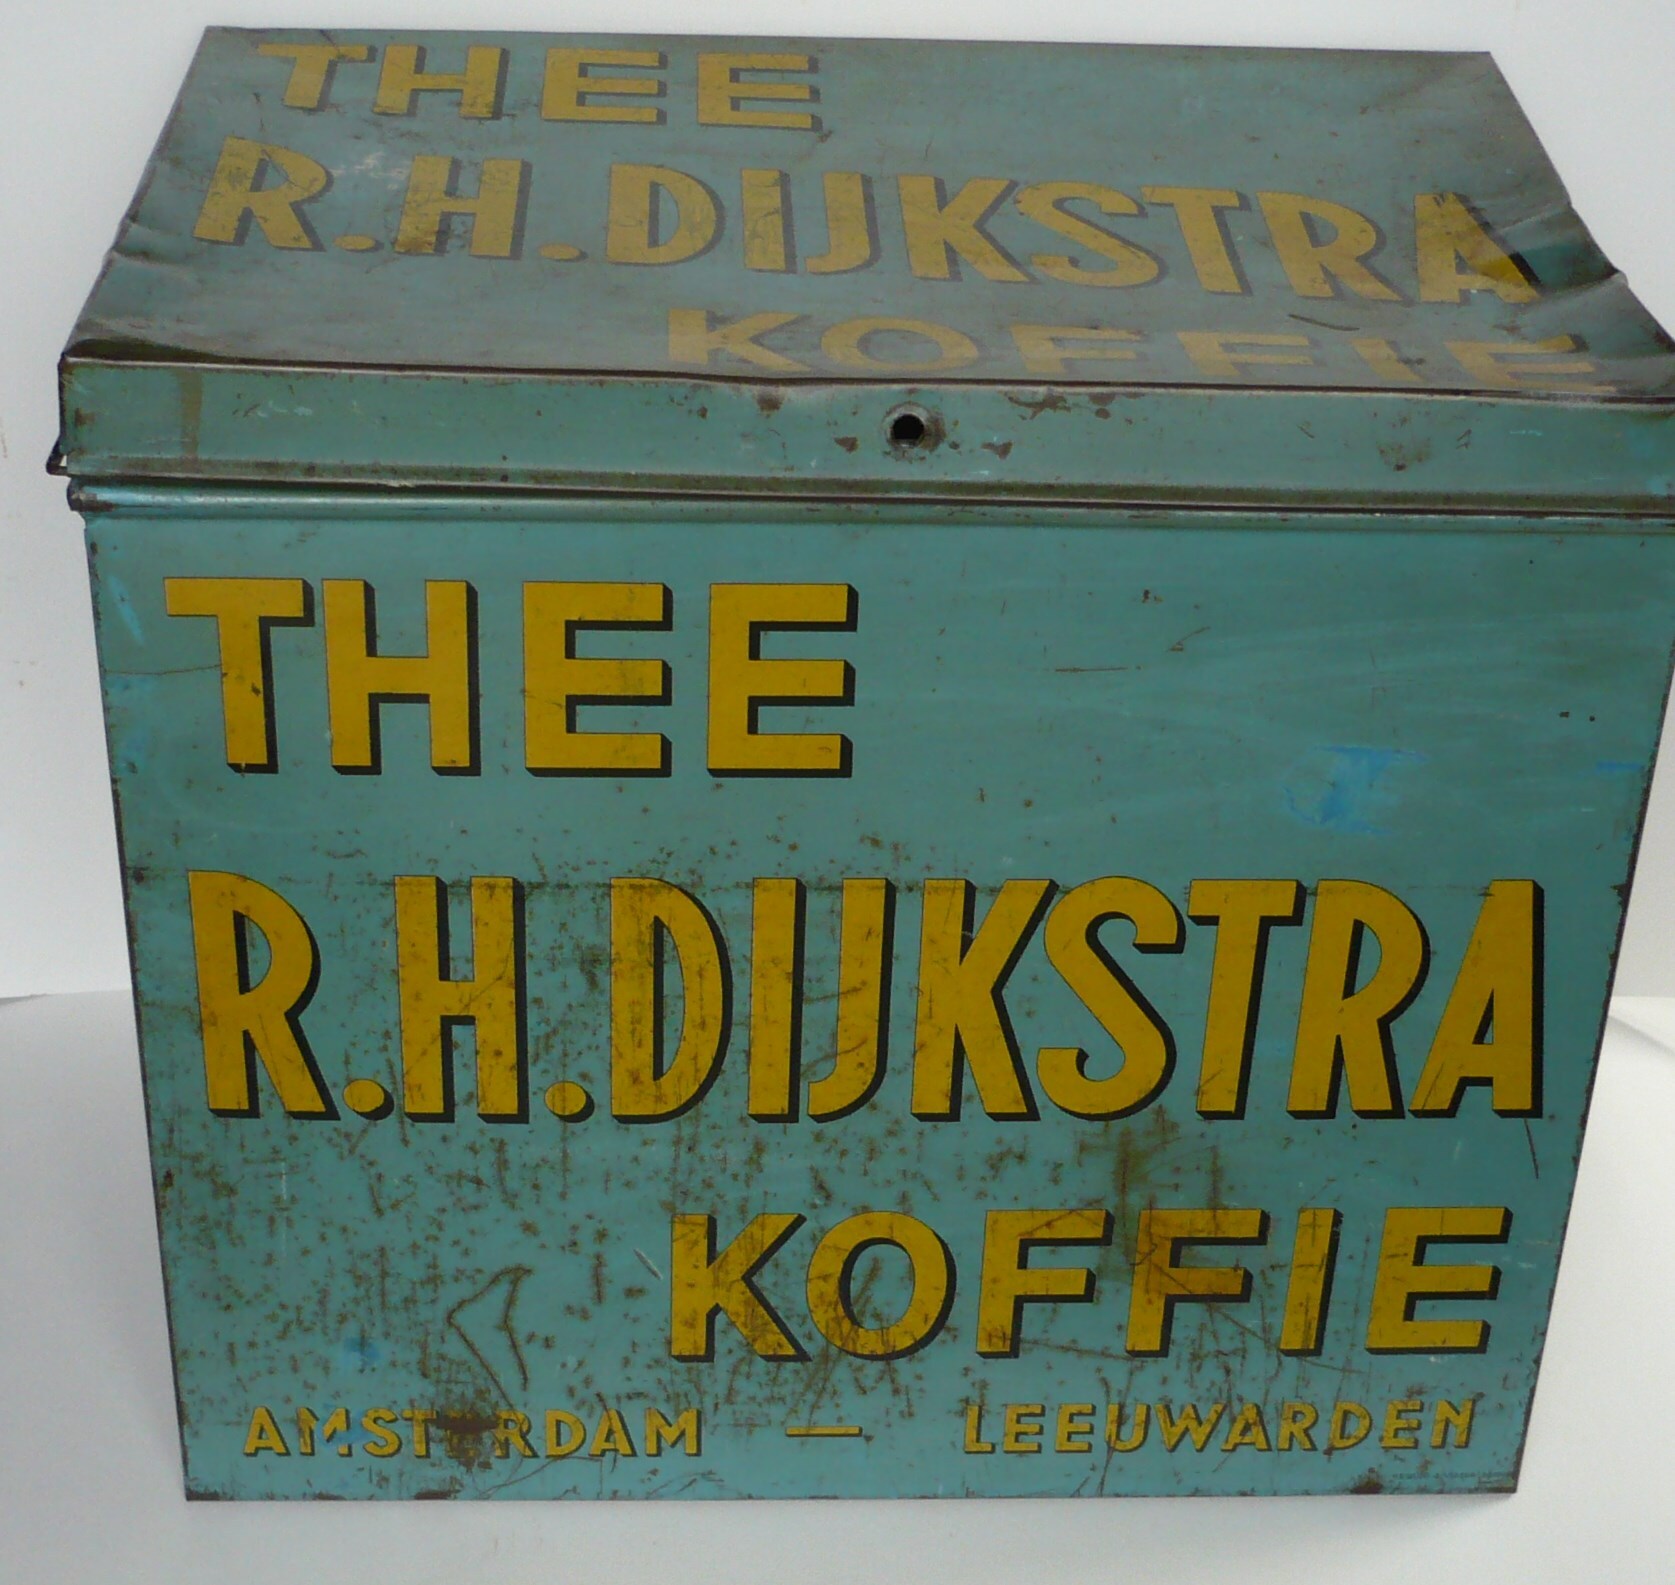 THEE
R.H.DIJKSTRA
KOFFIE
THEE
R.H.DIJKSTRA
KOFFIE
AMSTERDAM — LEEUWARDEN